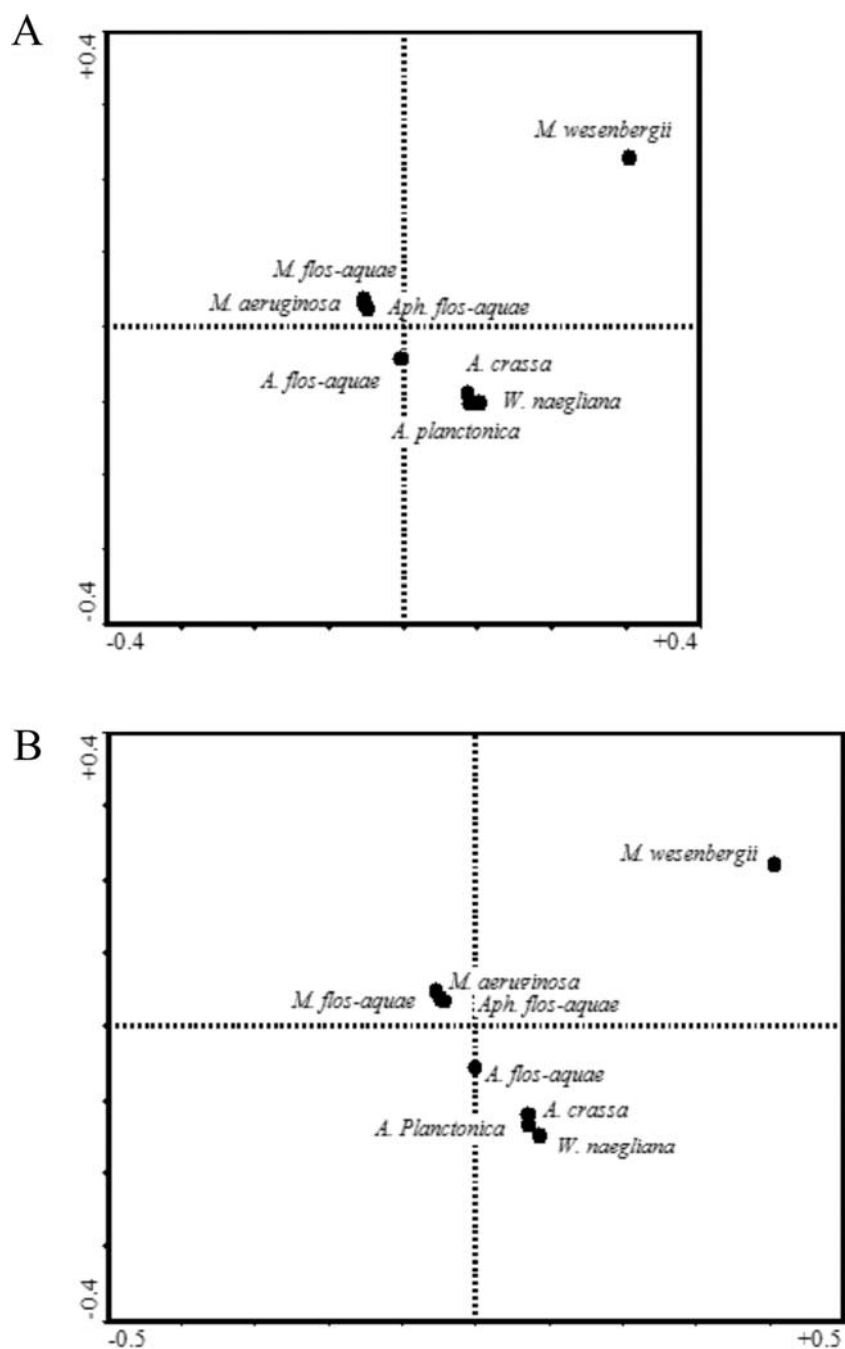 A
+0.4
M. wesenbergii
M. flos-aquae
M. aeruginosa
Aph. flos-aquae
A. crassa
A. flos-aquae
W. naegliana
A. planctonica
-0.4
-0.4
+0.4
B
+0.4
M. wesenbergii
M. aeruginosa
M. flos-aquae
Aph. flos-aquae
A. flos-aquae
A. crassa
A. Planctonica
W. naegliana
-0.4
-0.5
+0.5